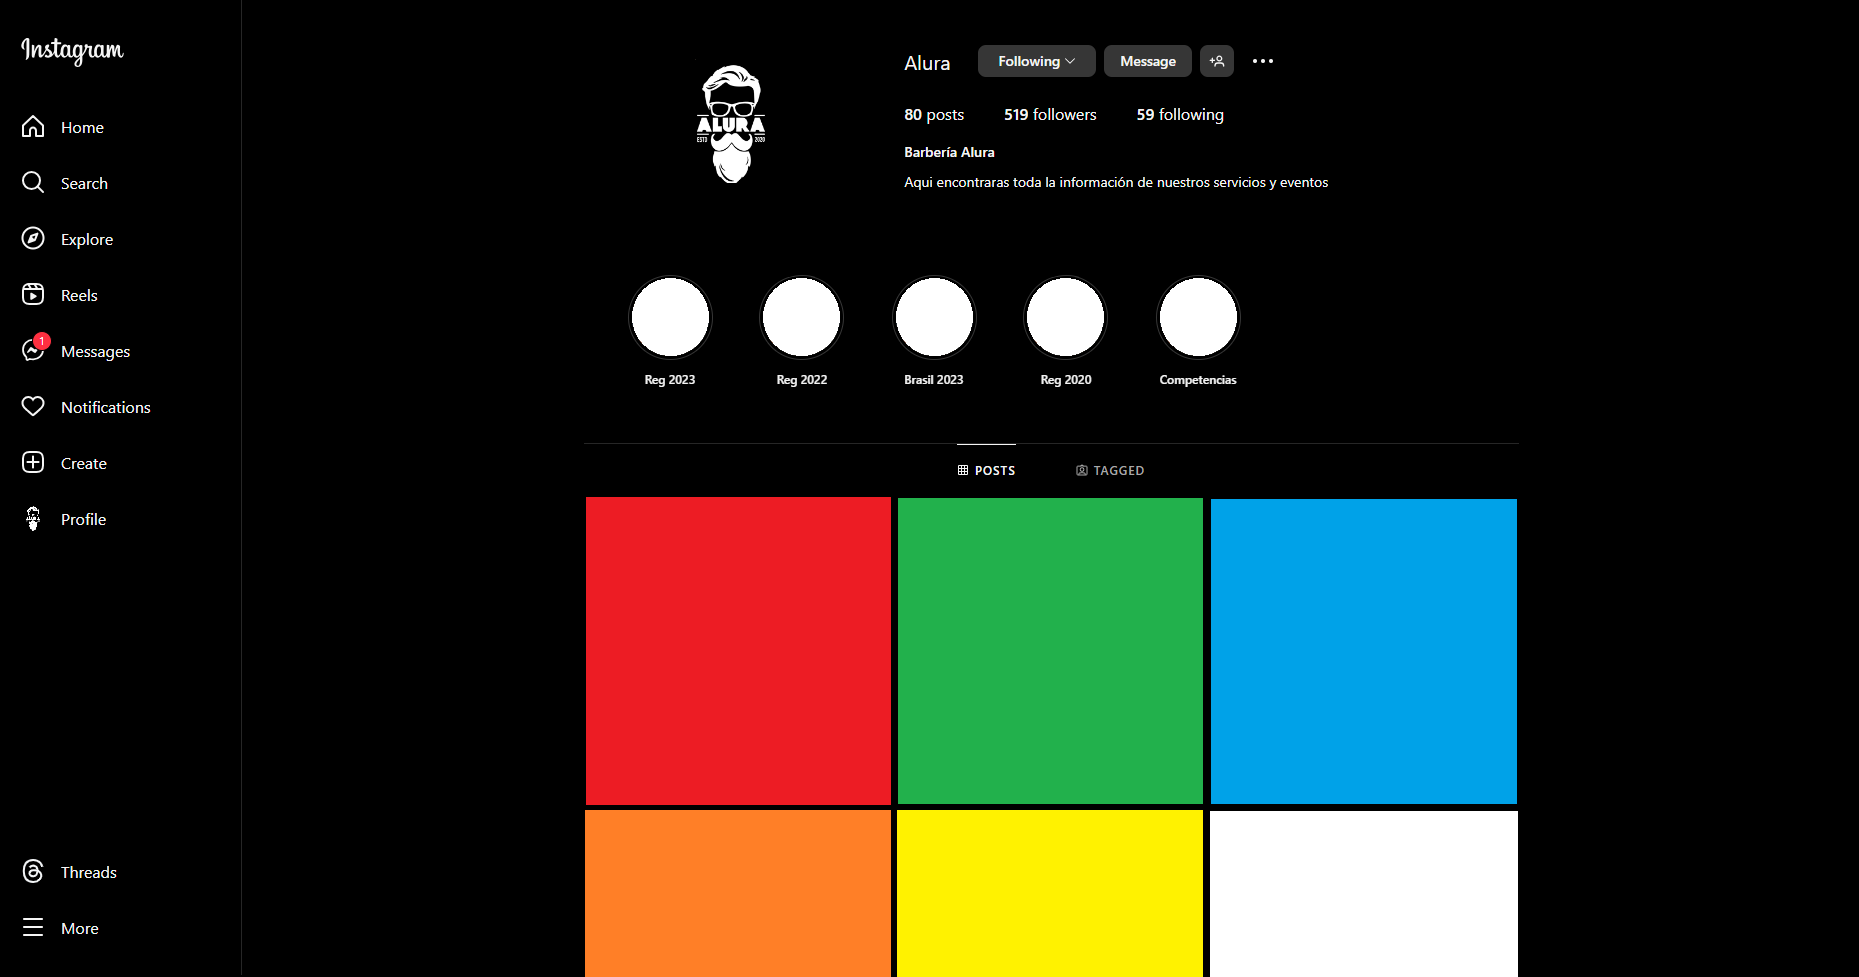 Instagram
Home
Search
Explore
Reels
1
Messages
Notifications
Create
Profile
Threads
More
ALURA
ESTD 2020
Alura Following Message
80 posts 519 followers 59 following
Barbería Alura
Aqui encontraras toda la información de nuestros servicios y eventos
Reg 2023 Reg 2022 Brasil 2023 Reg 2020 Competencias
POSTS TAGGED